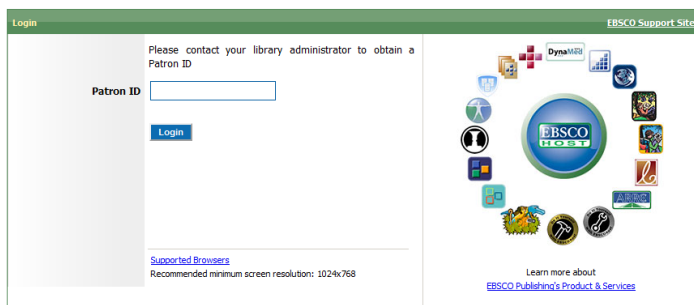 Login
EBSCO Support Site
Please contact your library administrator to obtain a
Patron ID
Patron ID
Login
Supported Browsers
Recommended minimum screen resolution: 1024x768
DynaMed
EBSCO
HOST
ARRC
Learn more about
EBSCO Publishing's Product & Services